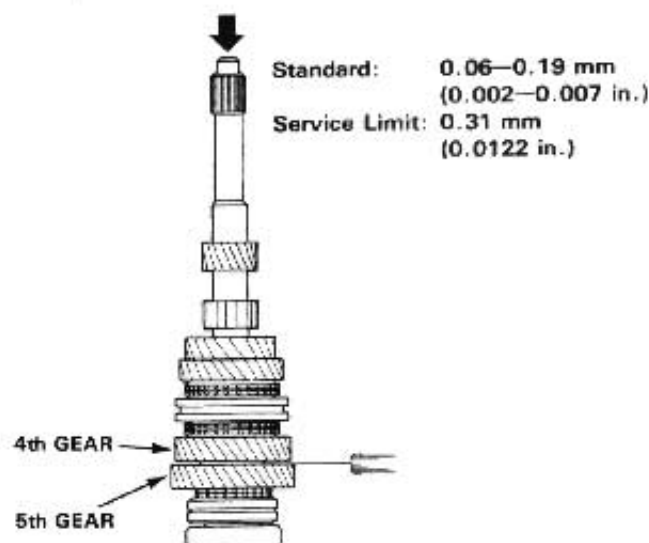 Standard: 0.06—0.19 mm
(0.002—0.007 in.)
Service Limit: 0.31 mm
(0.0122 in.)
4th GEAR
5th GEAR